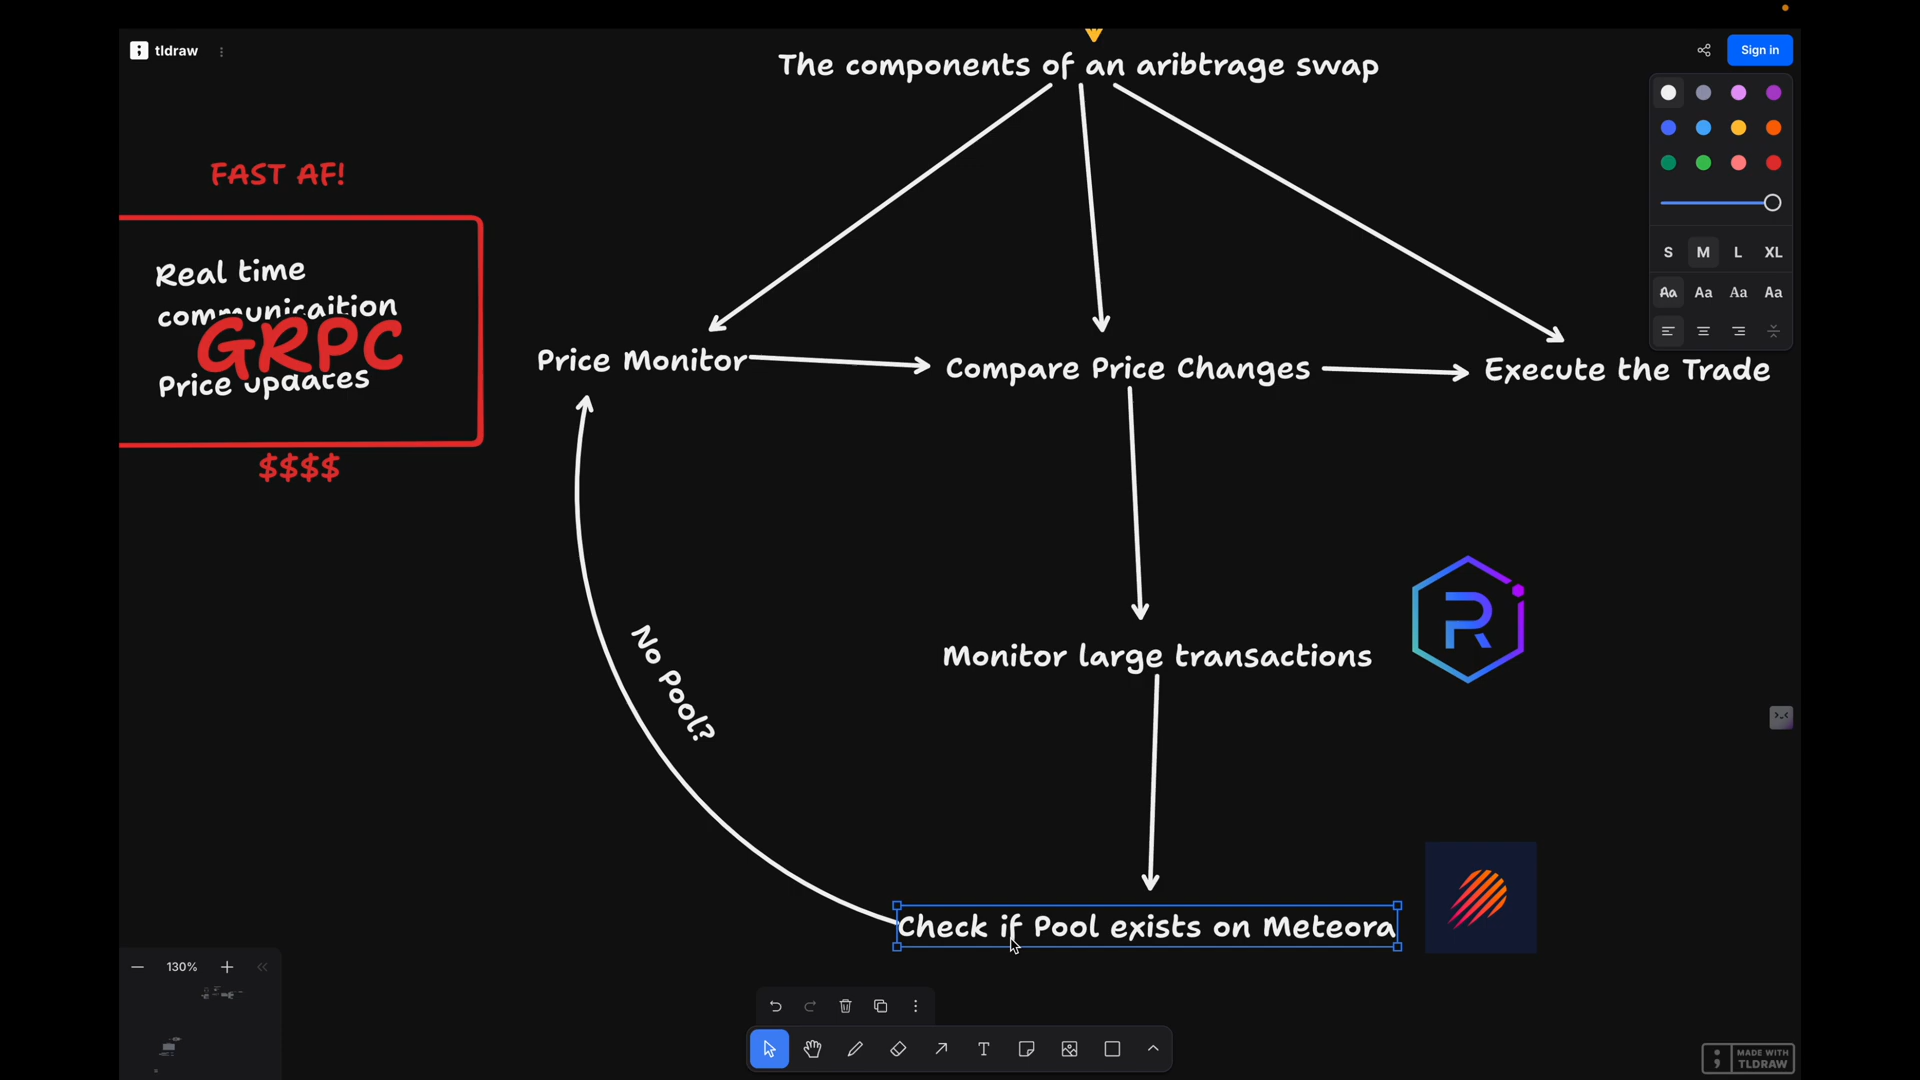 tldraw
The components of an aribtrage swap
Sign in
FAST AF!
Real time
communicaition
GRPC
Price updates
$$$$
S M L XL
Aa Aa Aa Aa
Price Monitor
Compare Price Changes
Execute the Trade
No Pool?
Monitor large transactions
R
Check if Pool exists on Meteora
130%
T
MADE WITH
TLDRAW